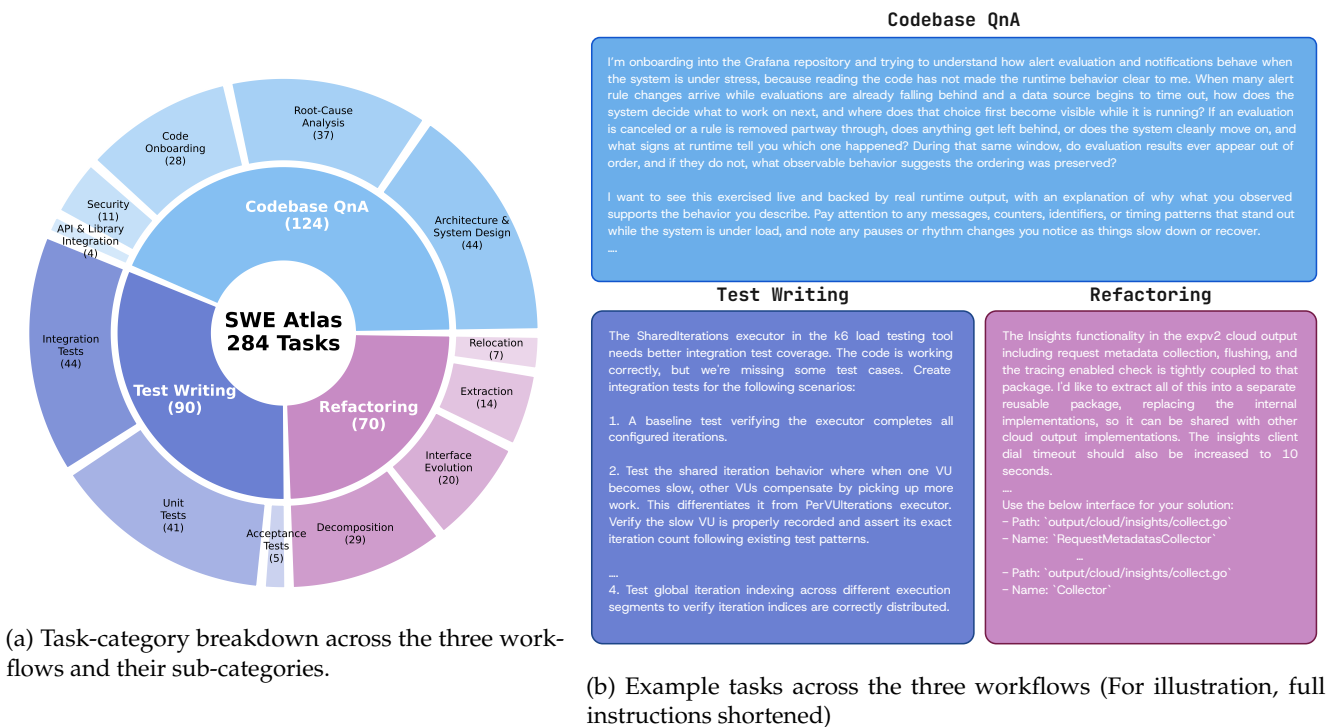 Root-Cause
Analysis
(37)
Code
Onboarding
(28)
Security
(11)
API & Library
Integration
(4)
Codebase QnA
(124)
Architecture &
System Design
(44)
SWE Atlas
284 Tasks
Integration
Tests
(44)
Test Writing
(90)
Refactoring
(70)
Relocation
(7)
Extraction
(14)
Interface
Evolution
(20)
Unit
Tests
(41)
Acceptance
Tests
(5)
Decomposition
(29)
(a) Task-category breakdown across the three work-
flows and their sub-categories.
Codebase QnA
I'm onboarding into the Grafana repository and trying to understand how alert evaluation and notifications behave when
the system is under stress, because reading the code has not made the runtime behavior clear to me. When many alert
rule changes arrive while evaluations are already falling behind and a data source begins to time out, how does the
system decide what to work on next, and where does that choice first become visible while it is running? If an evaluation
is canceled or a rule is removed partway through, does anything get left behind, or does the system cleanly move on, and
what signs at runtime tell you which one happened? During that same window, do evaluation results ever appear out of
order, and if they do not, what observable behavior suggests the ordering was preserved?
I want to see this exercised live and backed by real runtime output, with an explanation of why what you observed
supports the behavior you describe. Pay attention to any messages, counters, identifiers, or timing patterns that stand out
while the system is under load, and note any pauses or rhythm changes you notice as things slow down or recover.
....
Test Writing
The SharedIterations executor in the k6 load testing tool
needs better integration test coverage. The code is working
correctly, but we're missing some test cases. Create
integration tests for the following scenarios:
1. A baseline test verifying the executor completes all
configured iterations.
2. Test the shared iteration behavior where when one VU
becomes slow, other VUs compensate by picking up more
work. This differentiates it from PerVUIterations executor.
Verify the slow VU is properly recorded and assert its exact
iteration count following existing test patterns.
....
4. Test global iteration indexing across different execution
segments to verify iteration indices are correctly distributed.
Refactoring
The Insights functionality in the expv2 cloud output
including request metadata collection, flushing, and
the tracing enabled check is tightly coupled to that
package. I'd like to extract all of this into a separate
reusable package, replacing the internal
implementations, so it can be shared with other
cloud output implementations. The insights client
dial timeout should also be increased to 10
seconds.
....
Use the below interface for your solution:
- Path: `output/cloud/insights/collect.go`
- Name: `RequestMetadatasCollector`
...
- Path: `output/cloud/insights/collect.go`
- Name: `Collector`
(b) Example tasks across the three workflows (For illustration, full
instructions shortened)